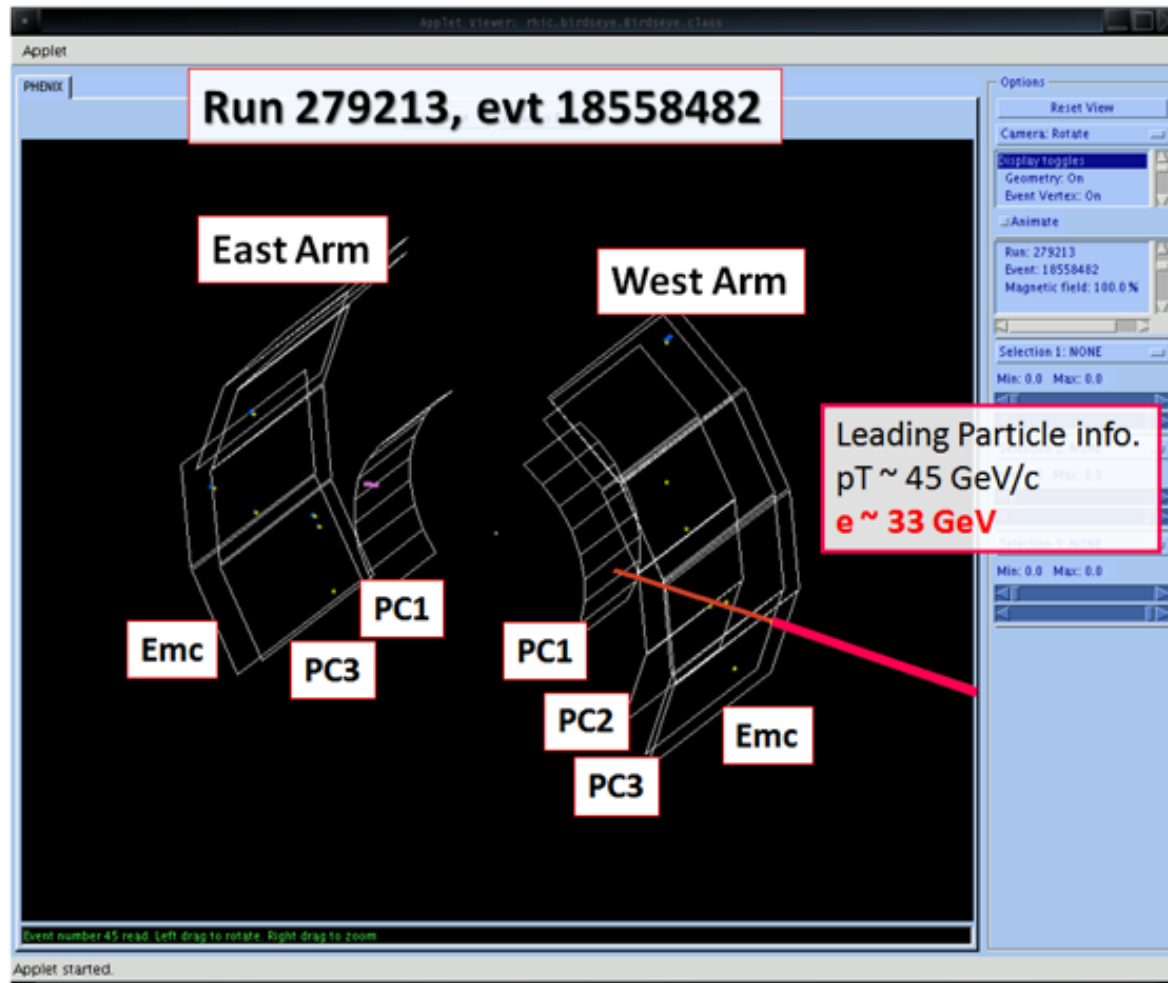 Applet Viewer: rhic.birdseye.Birdseye.class
Applet
PHENIX
Run 279213, evt 18558482
East Arm
West Arm
Emc
PC3
PC1
PC1
PC2
PC3
Emc
Leading Particle info.
pT ~ 45 GeV/c
e ~ 33 GeV
Options
Reset View
Camera: Rotate
Display toggles
Geometry: On
Event Vertex: On
Animate
Run: 279213
Event: 18558482
Magnetic field: 100.0 %
Selection 1: NONE
Min: 0.0 Max: 0.0
Min: 0.0 Max: 0.0
Event number 45 read. Left drag to rotate. Right drag to zoom
Applet started.